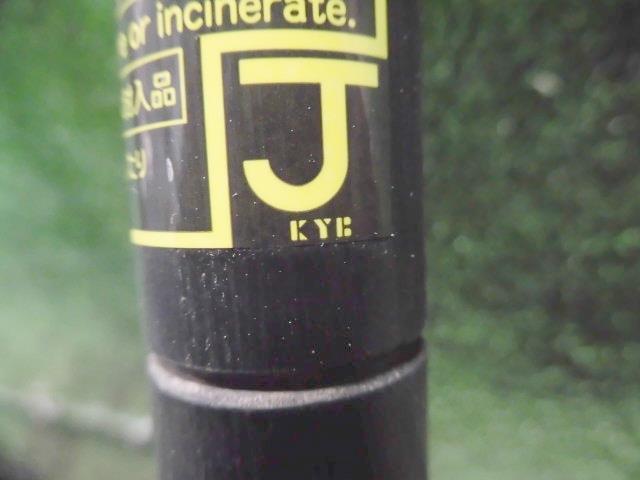 or incinerate.
入品
J
KYB